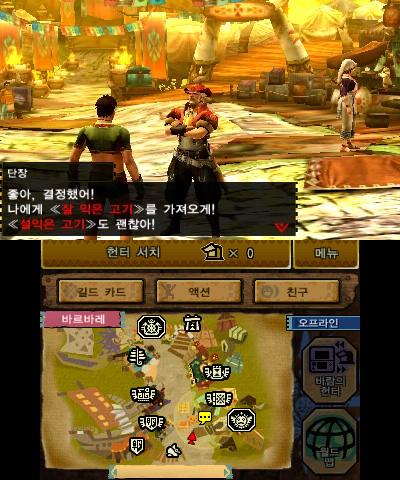 단장
좋아, 결정했어!
나에게 ≪잘 익은 고기≫를 가져오게!
≪설익은 고기≫도 괜찮아!
헌터 서치
× 0
메뉴
길드 카드
액션
친구
바르바레
오프라인
바람의
헌터
월드
맵